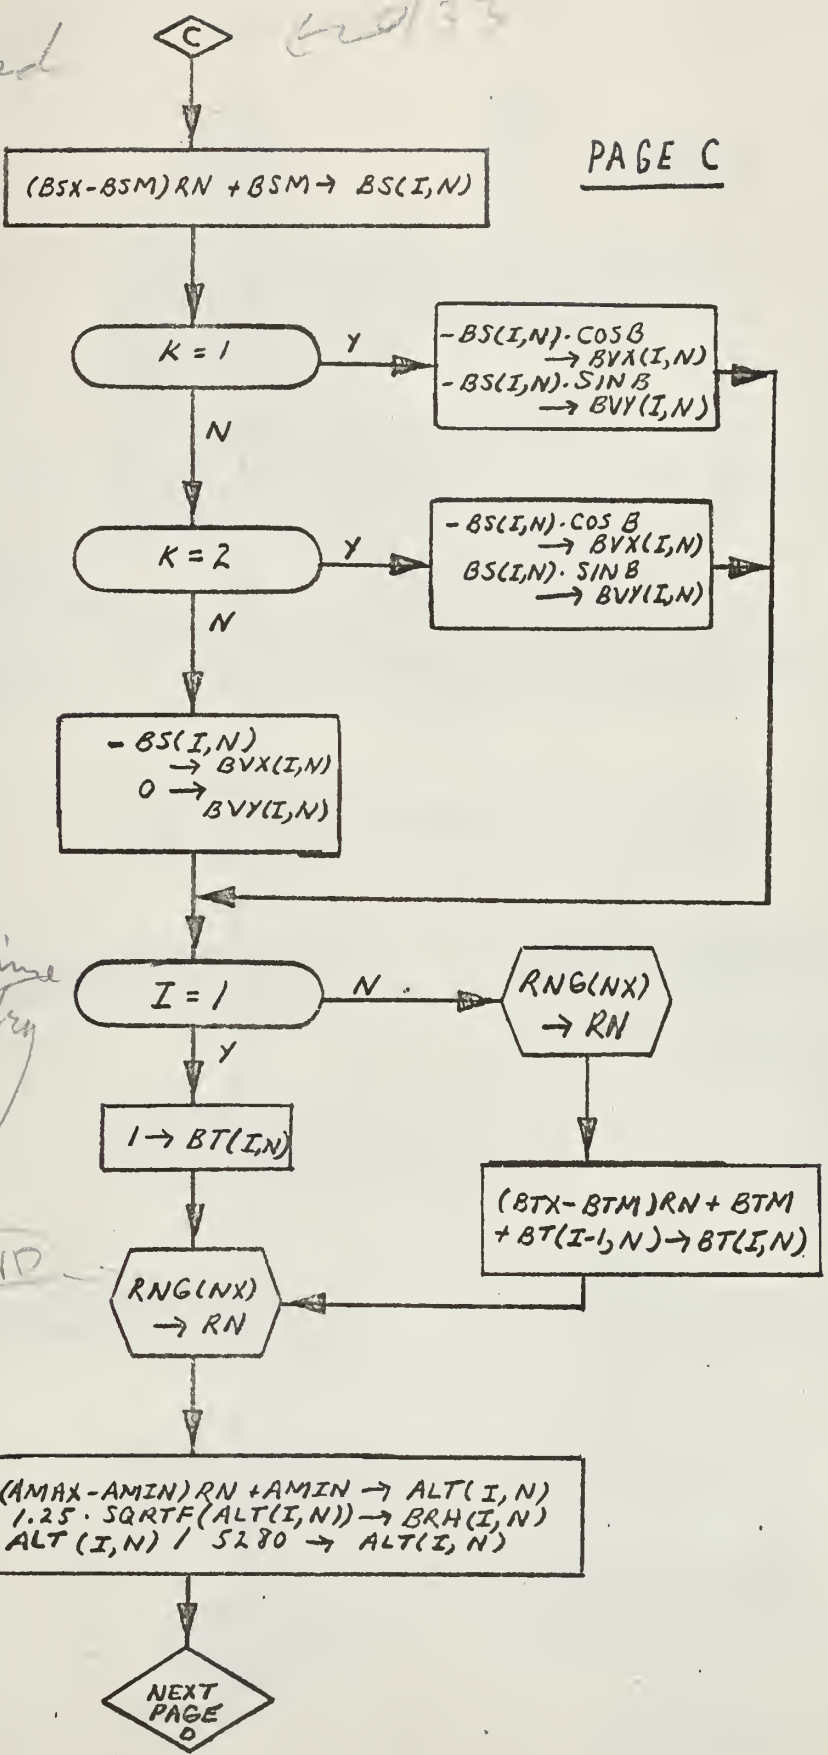 C
PAGE C
(BSX-BSM)RN + BSM → BS(I,N)
K = 1
Y
-BS(I,N)·COS B
→ BVX(I,N)
-BS(I,N)·SIN B
→ BVY(I,N)
N
K = 2
Y
-BS(I,N)·COS B
→ BVX(I,N)
BS(I,N)·SIN B
→ BVY(I,N)
N
- BS(I,N)
→ BVX(I,N)
0 →
BVY(I,N)
I = 1
N
RNG(NX)
→ RN
Y
1 → BT(I,N)
(BTX-BTM)RN + BTM
+ BT(I-1,N) → BT(I,N)
RNG(NX)
→ RN
(AMAX-AMIN)RN + AMIN → ALT(I,N)
1.25 · SQRTF(ALT(I,N)) → BRH(I,N)
ALT(I,N) / 5280 → ALT(I,N)
NEXT
PAGE
D